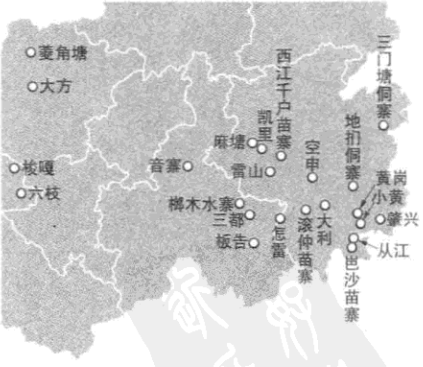 菱角塘
大方
三门塘侗寨
西江千户苗寨
凯里
麻塘
空申
地扪侗寨
梭嘎
音寨
雷山
黄岗
小黄
六枝
榔木水寨
三都
怎雷
滚仲苗寨
大利
肇兴
板告
从江
岜沙苗寨